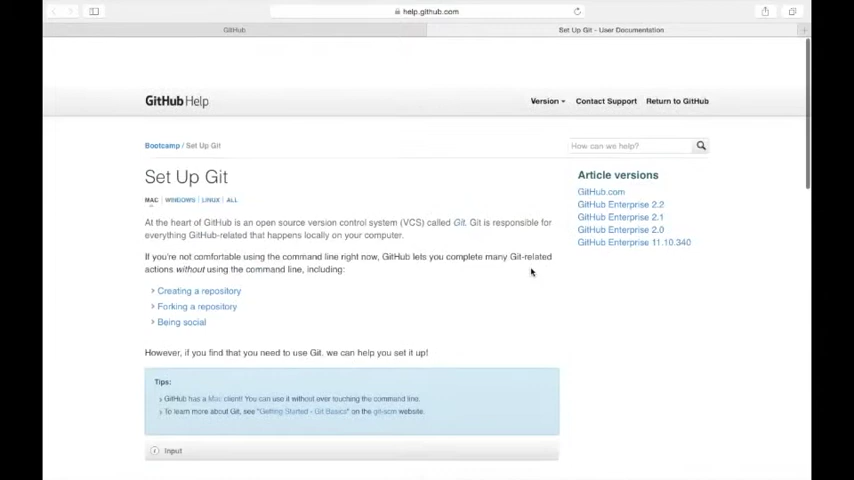 help.github.com
GitHub
Set Up Git - User Documentation
GitHub Help
Version
Contact Support
Return to GitHub
Bootcamp / Set Up Git
How can we help?
Set Up Git
MAC | WINDOWS | LINUX | ALL
At the heart of GitHub is an open source version control system (VCS) called Git. Git is responsible for
everything GitHub-related that happens locally on your computer.
If you're not comfortable using the command line right now, GitHub lets you complete many Git-related
actions without using the command line, including:
Creating a repository
Forking a repository
Being social
However, if you find that you need to use Git, we can help you set it up!
Tips:
GitHub has a Mac client! You can use it without ever touching the command line.
To learn more about Git, see "Getting Started - Git Basics" on the git-scm website.
Input
Article versions
GitHub.com
GitHub Enterprise 2.2
GitHub Enterprise 2.1
GitHub Enterprise 2.0
GitHub Enterprise 11.10.340